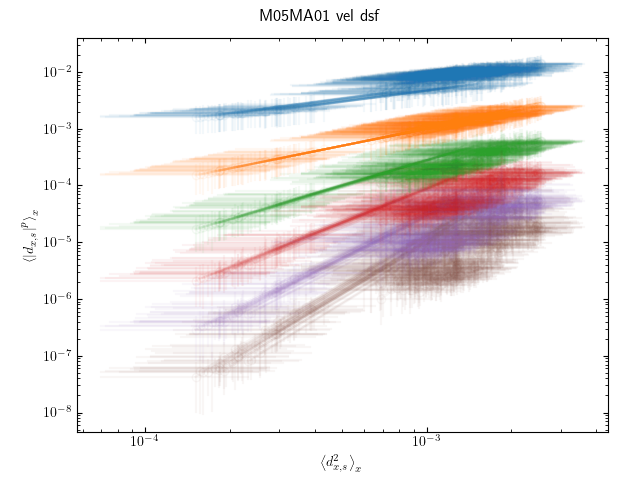 M05MA01 vel dsf
10⁻²
10⁻³
10⁻⁴
10⁻⁵
10⁻⁶
10⁻⁷
10⁻⁸
⟨|d_{x,s}|^p⟩_x
10⁻⁴ 10⁻³
⟨d²_{x,s}⟩_x